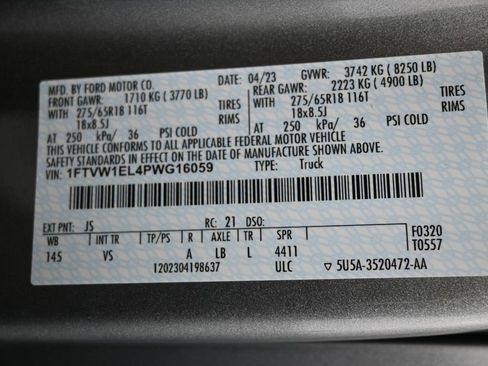 MFD. BY FORD MOTOR CO. DATE: 04/23 GVWR: 3742 KG ( 8250 LB)
FRONT GAWR: 1710 KG ( 3770 LB) REAR GAWR: 2223 KG ( 4900 LB)
WITH 275/65R18 116T TIRES WITH 275/65R18 116T TIRES
18x8.5J RIMS 18x8.5J RIMS
AT 250 kPa/ 36 PSI COLD AT 250 kPa/ 36 PSI COLD
THIS VEHICLE CONFORMS TO ALL APPLICABLE FEDERAL MOTOR VEHICLE
SAFETY STANDARDS IN EFFECT ON THE DATE OF MANUFACTURE SHOWN ABOVE.
VIN: 1FTVW1EL4PWG16059 TYPE: Truck
EXT PNT: JS RC: 21 DSO: F0320
WB INT TR TP/PS R AXLE TR SPR T0557
145 VS A LB L 4411
1202304198637 ULC ▽ 5U5A-3520472-AA